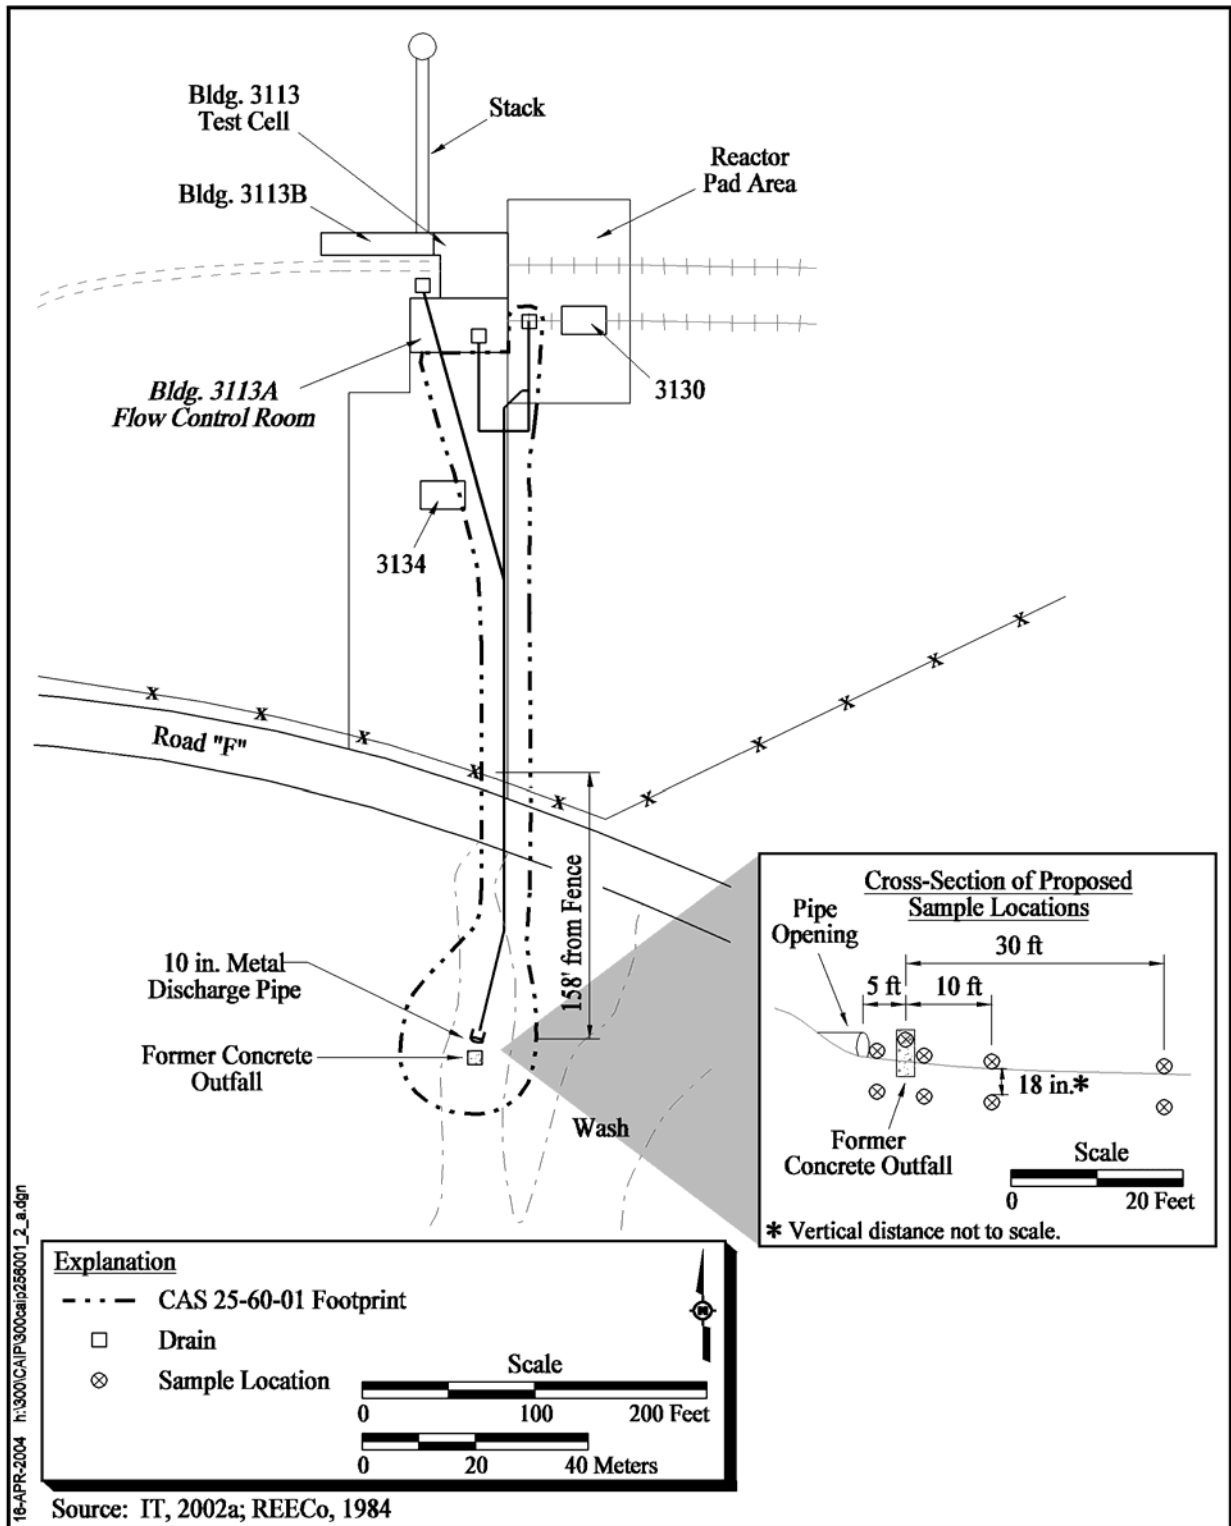 Bldg. 3113
Test Cell
Stack
Bldg. 3113B
Reactor
Pad Area
Bldg. 3113A
Flow Control Room
3130
3134
x
x
x
x
x
x
x
x
x
x
Road "F"
158' from Fence
10 in. Metal
Discharge Pipe
Former Concrete
Outfall
Wash
Cross-Section of Proposed
Sample Locations
Pipe
Opening
30 ft
5 ft
10 ft
18 in.*
Former
Concrete Outfall
Scale
0 20 Feet
* Vertical distance not to scale.
Explanation
CAS 25-60-01 Footprint
Drain
Sample Location
N
Scale
0 100 200 Feet
0 20 40 Meters
16-APR-2004 h:\300\CAIP\300caip256001_2_a.dgn
Source: IT, 2002a; REECo, 1984